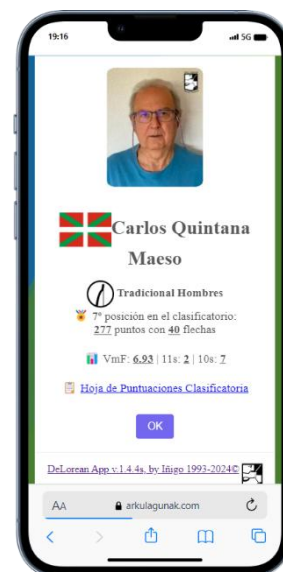 19:16
5G
Carlos Quintana
Maeso
Tradicional Hombres
7ª posición en el clasificatorio:
277 puntos con 40 flechas
VmF: 6,93 | 11s: 2 | 10s: 7
Hoja de Puntuaciones Clasificatoria
OK
DeLorean App v.1.4.4s, by Iñigo 1993-2024©
AA
arkulagunak.com